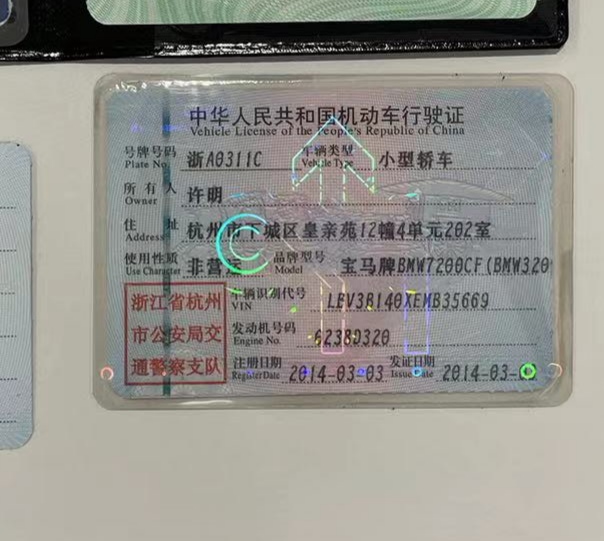 中华人民共和国机动车行驶证
Vehicle License of the People's Republic of China
号牌号码 浙A0311C 车辆类型 小型轿车
Plate No. Vehicle Type
所有人 许明
Owner
住址 杭州市下城区皇亲苑12幢4单元202室
Address
使用性质 非营运 品牌型号 宝马牌BMW7200CF(BMW320
Use Character Model
浙江省杭州 车辆识别代号 LBV3B140XEMB35669
VIN
市公安局交 发动机号码 6238D320
Engine No.
通警察支队 注册日期 2014-03-03 发证日期 2014-03-
Register Date Issue Date